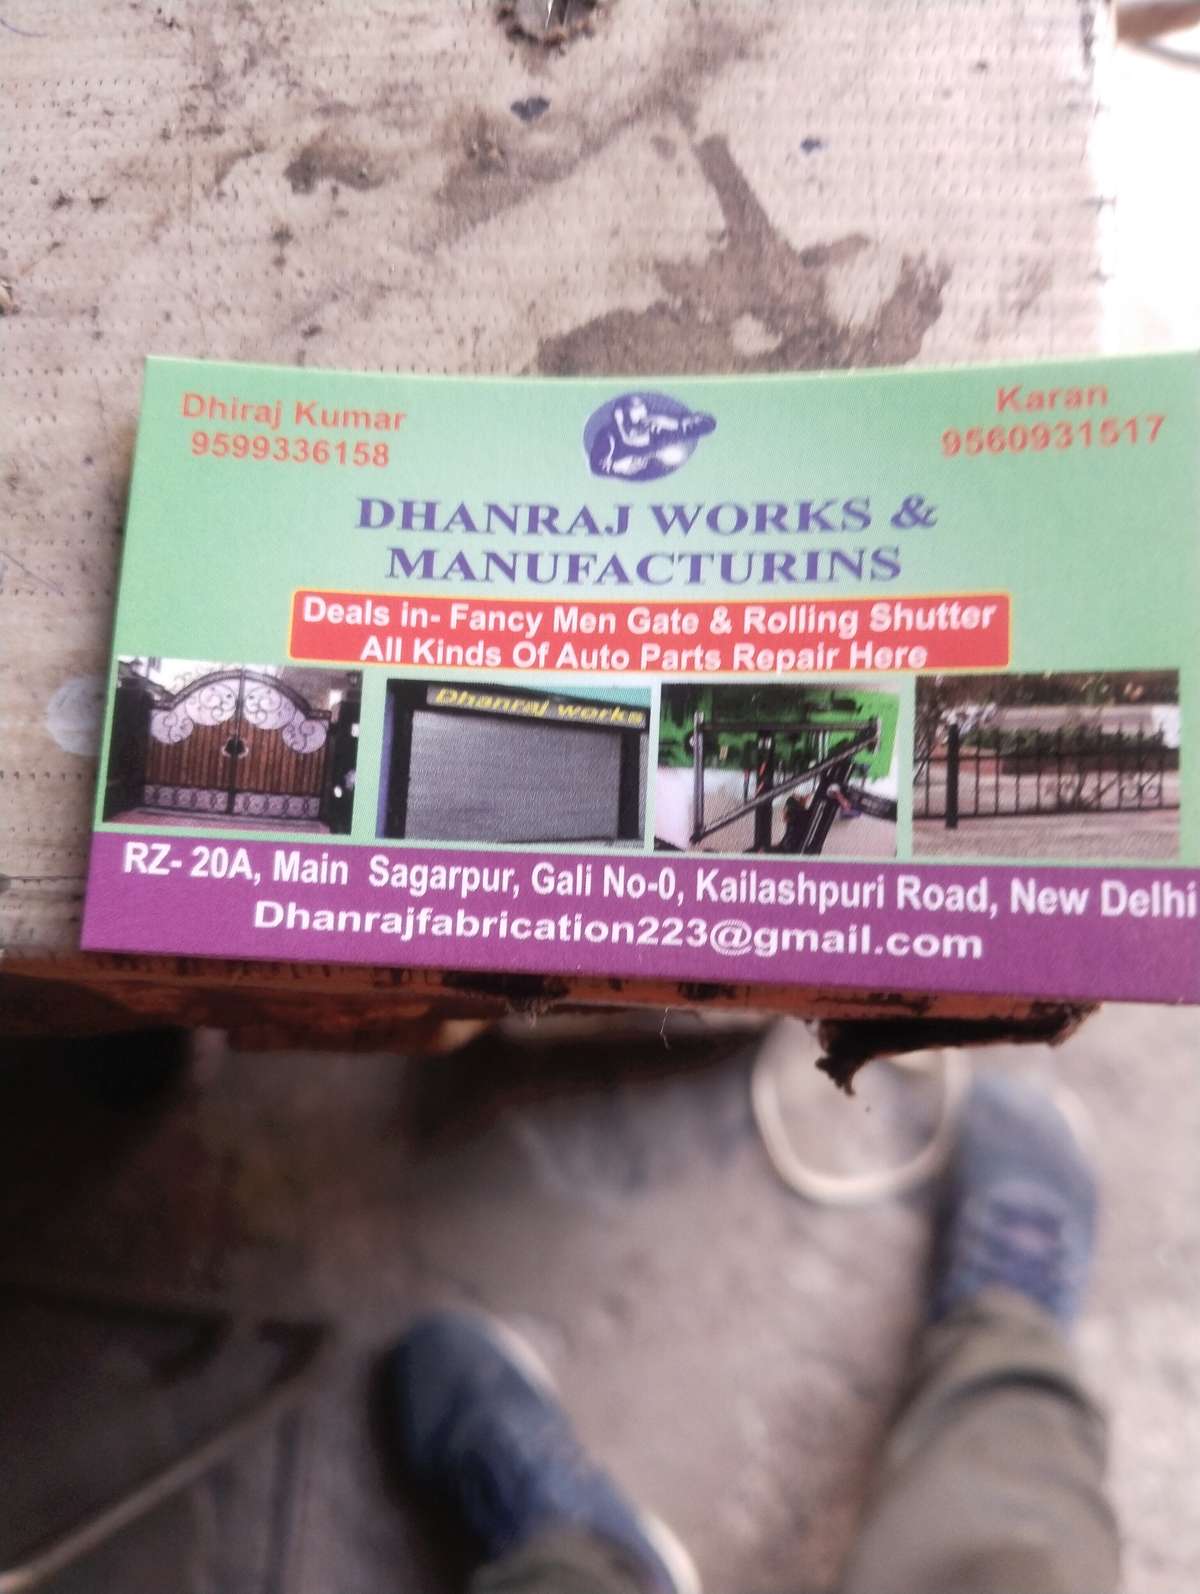 Dhiraj Kumar
9599336158
Karan
9560931517
DHANRAJ WORKS &
MANUFACTURINS
Deals in- Fancy Men Gate & Rolling Shutter
All Kinds Of Auto Parts Repair Here
Dhanraj works
RZ- 20A, Main Sagarpur, Gali No-0, Kailashpuri Road, New Delhi
Dhanrajfabrication223@gmail.com